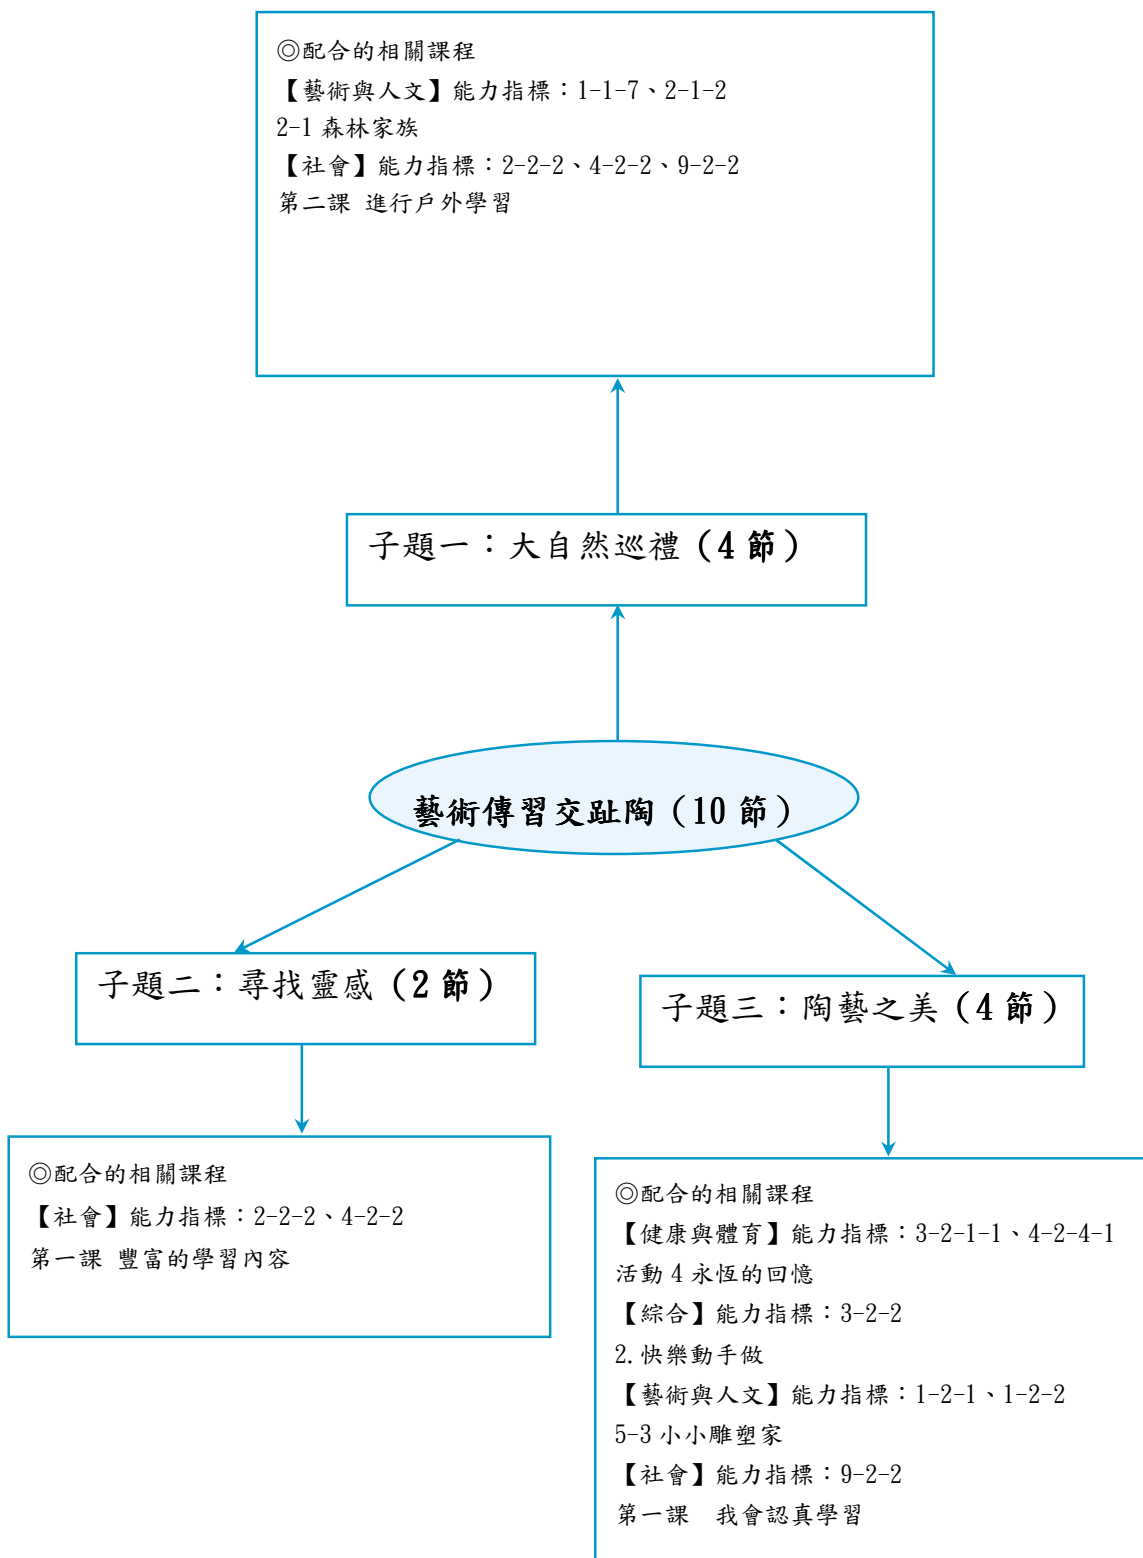 ◎配合的相關課程
【藝術與人文】能力指標：1-1-7、2-1-2
2-1 森林家族
【社會】能力指標：2-2-2、4-2-2、9-2-2
第二課 進行戶外學習
子題一：大自然巡禮（4 節）
藝術傳習交趾陶（10 節）
子題二：尋找靈感（2 節）
子題三：陶藝之美（4 節）
◎配合的相關課程
【社會】能力指標：2-2-2、4-2-2
第一課 豐富的學習內容
◎配合的相關課程
【健康與體育】能力指標：3-2-1-1、4-2-4-1
活動 4 永恆的回憶
【綜合】能力指標：3-2-2
2.快樂動手做
【藝術與人文】能力指標：1-2-1、1-2-2
5-3 小小雕塑家
【社會】能力指標：9-2-2
第一課　我會認真學習